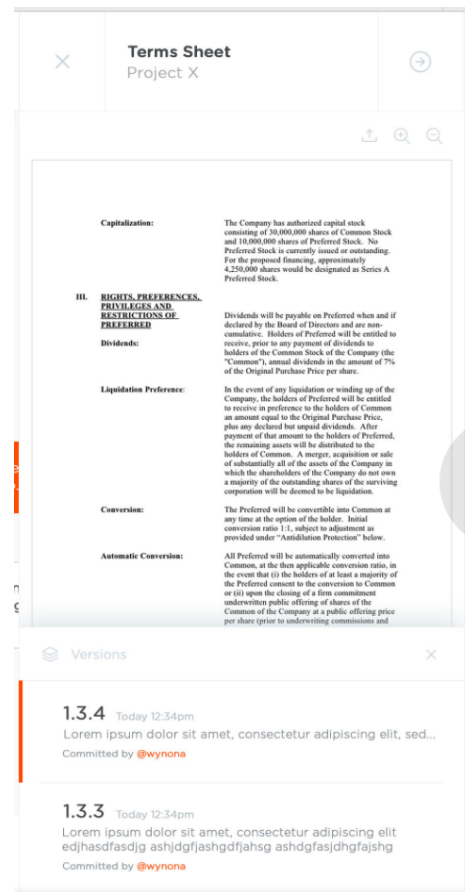 Terms Sheet
Project X
Capitalization:
The Company has authorized capital stock
consisting of 30,000,000 shares of Common Stock
and 10,000,000 shares of Preferred Stock. No
Preferred Stock is currently issued or outstanding.
For the proposed financing, approximately
4,250,000 shares would be designated as Series A
Preferred Stock.
III. RIGHTS, PREFERENCES,
PRIVILEGES AND
RESTRICTIONS OF
PREFERRED
Dividends:
Dividends will be payable on Preferred when and if
declared by the Board of Directors and are non-
cumulative. Holders of Preferred will be entitled to
receive, prior to any payment of dividends to
holders of the Common Stock of the Company (the
"Common"), annual dividends in the amount of 7%
of the Original Purchase Price per share.
Liquidation Preference:
In the event of any liquidation or winding up of the
Company, the holders of Preferred will be entitled
to receive in preference to the holders of Common
an amount equal to the Original Purchase Price,
plus any declared but unpaid dividends. After
payment of that amount to the holders of Preferred,
the remaining assets will be distributed to the
holders of Common. A merger, acquisition or sale
of substantially all of the assets of the Company in
which the shareholders of the Company do not own
a majority of the outstanding shares of the surviving
corporation will be deemed to be liquidation.
Conversion:
The Preferred will be convertible into Common at
any time at the option of the holder. Initial
conversion ratio 1:1, subject to adjustment as
provided under “Antidilution Protection” below.
Automatic Conversion:
All Preferred will be automatically converted into
Common, at the then applicable conversion ratio, in
the event that (i) the holders of at least a majority of
the Preferred consent to the conversion to Common
or (ii) upon the closing of a firm commitment
underwritten public offering of shares of the
Common of the Company at a public offering price
per share (prior to underwriting commissions and
Versions
1.3.4 Today 12:34pm
Lorem ipsum dolor sit amet, consectetur adipiscing elit, sed...
Committed by @wynona
1.3.3 Today 12:34pm
Lorem ipsum dolor sit amet, consectetur adipiscing elit
edjhasdfasdjg ashjdgfjashgdfjahsg ashdgfasjdhgfajshg
Committed by @wynona